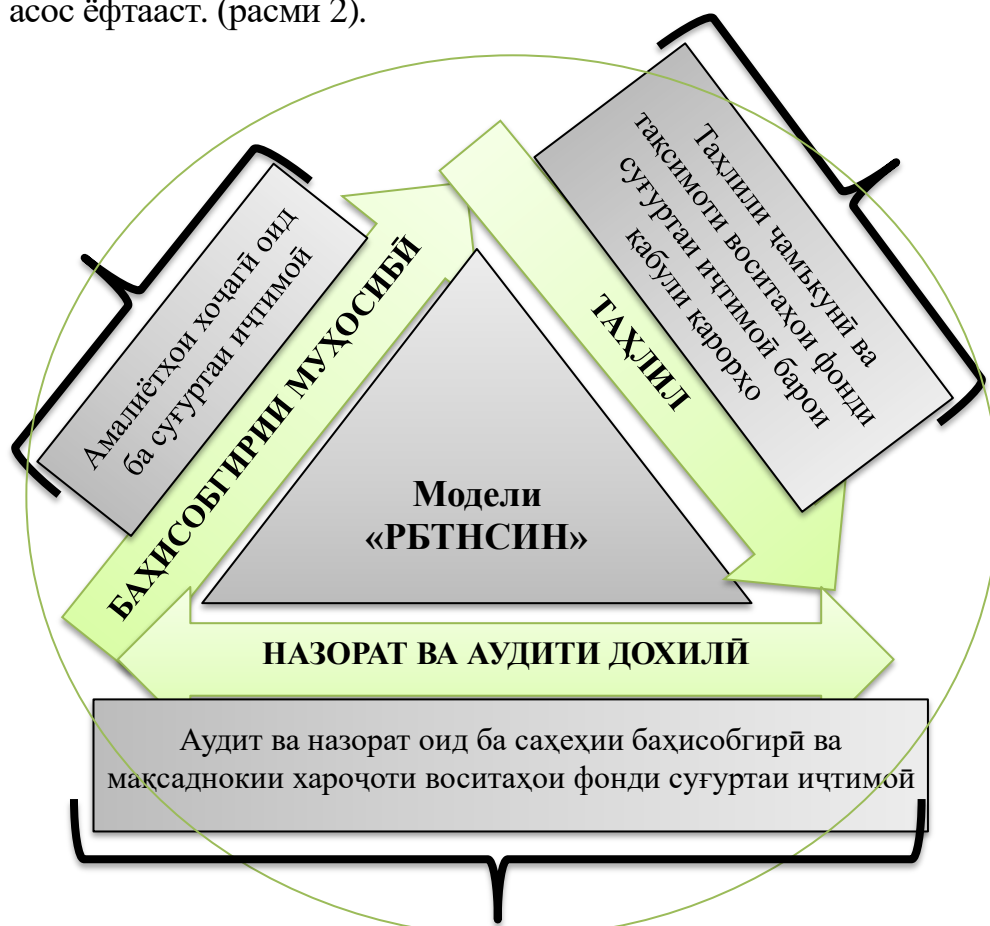 асос ёфтааст. (расми 2).
Амалиётҳои хоҷагӣ оид
ба суғуртаи иҷтимоӣ
БАҲИСОБГИРИИ МУҲОСИБӢ
ТАҲЛИЛ
Таҳлили ҷамъкунӣ ва
тақсимоти воситаҳои фонди
суғуртаи иҷтимоӣ барои
қабули қарорҳо
Модели
«РБТНСИН»
НАЗОРАТ ВА АУДИТИ ДОХИЛӢ
Аудит ва назорат оид ба саҳеҳии баҳисобгирӣ ва
мақсаднокии хароҷоти воситаҳои фонди суғуртаи иҷтимоӣ